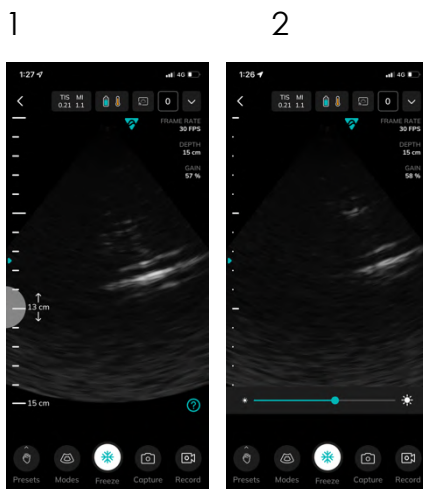 1
2
1:27 4G
TIS MI
0.21 1.1
0
FRAME RATE
30 FPS
DEPTH
15 cm
GAIN
57 %
13 cm
15 cm
?
Presets Modes Freeze Capture Record
1:26 4G
TIS MI
0.21 1.1
0
FRAME RATE
30 FPS
DEPTH
15 cm
GAIN
58 %
Presets Modes Freeze Capture Record